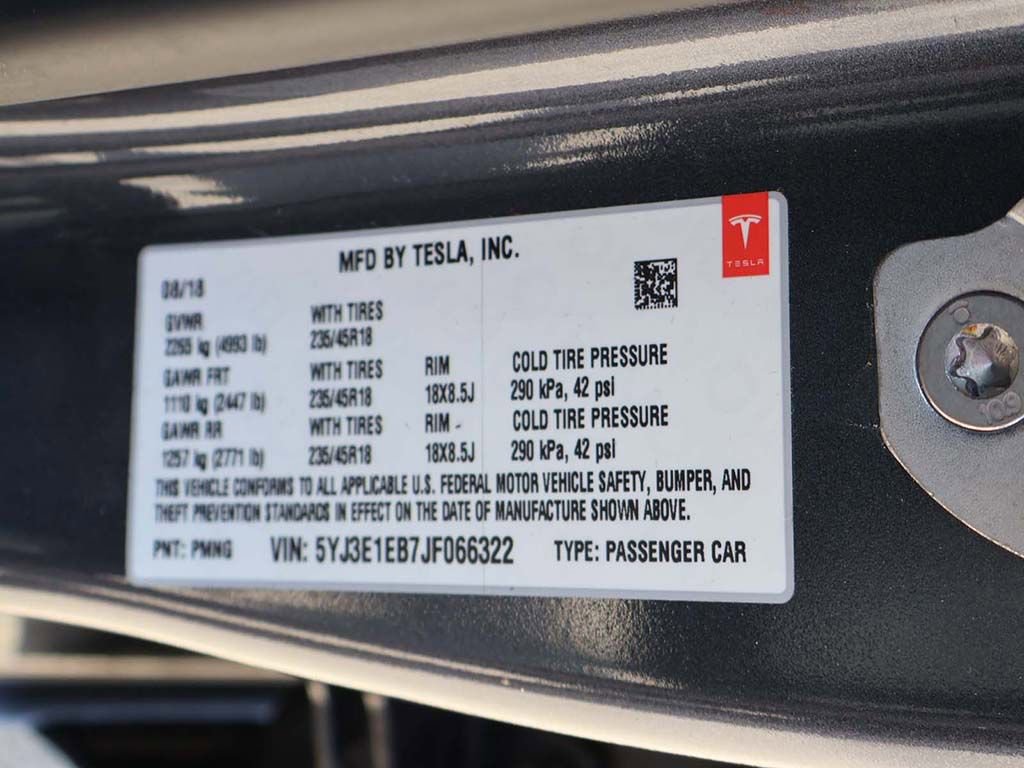 TESLA
MFD BY TESLA, INC.
08/18
GVWR WITH TIRES
2265 kg (4993 lb) 235/45R18
GAWR FRT WITH TIRES RIM COLD TIRE PRESSURE
1110 kg (2447 lb) 235/45R18 18X8.5J 290 kPa, 42 psi
GAWR RR WITH TIRES RIM - COLD TIRE PRESSURE
1257 kg (2771 lb) 235/45R18 18X8.5J 290 kPa, 42 psi
THIS VEHICLE CONFORMS TO ALL APPLICABLE U.S. FEDERAL MOTOR VEHICLE SAFETY, BUMPER, AND
THEFT PREVENTION STANDARDS IN EFFECT ON THE DATE OF MANUFACTURE SHOWN ABOVE.
PNT: PMNG VIN: 5YJ3E1EB7JF066322 TYPE: PASSENGER CAR
109